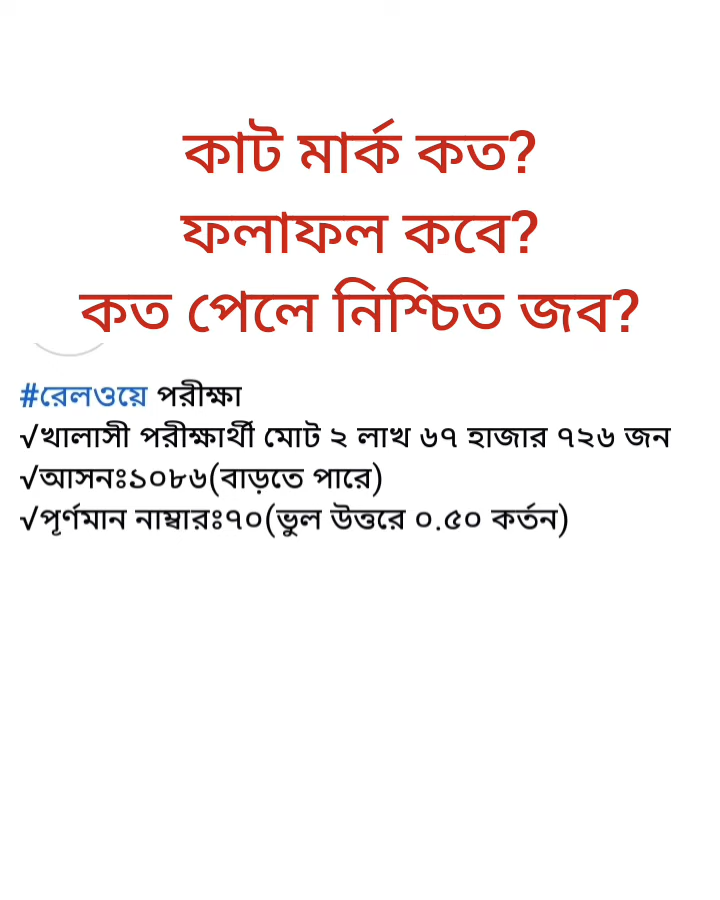 কাট মার্ক কত?
ফলাফল কবে?
কত পেলে নিশ্চিত জব?
#রেলওয়ে পরীক্ষা
√খালাসী পরীক্ষার্থী মোট ২ লাখ ৬৭ হাজার ৭২৬ জন
√আসনঃ১০৮৬(বাড়তে পারে)
√পূর্ণমান নাম্বারঃ৭০(ভুল উত্তরে ০.৫০ কর্তন)